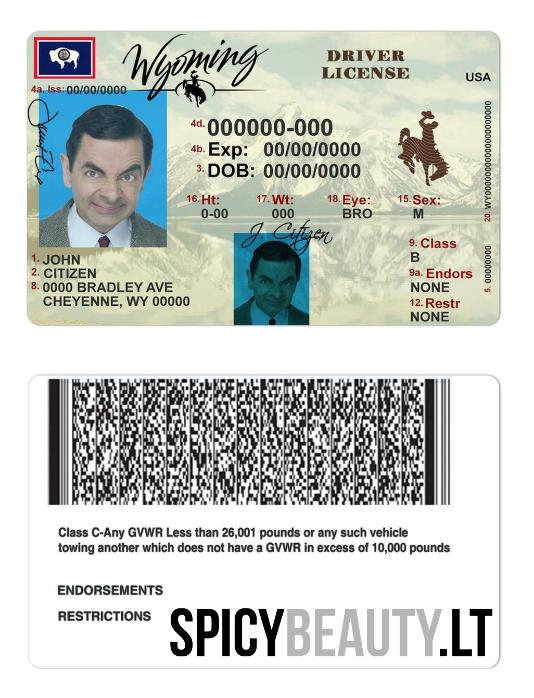 Wyoming
DRIVER
LICENSE
USA
4a. Iss: 00/00/0000
4d. 000000-000
4b. Exp: 00/00/0000
3. DOB: 00/00/0000
16. Ht: 17. Wt: 18. Eye: 15. Sex:
0-00 000 BRO M
J. Citizen
1. JOHN
2. CITIZEN
8. 0000 BRADLEY AVE
CHEYENNE, WY 00000
9. Class
B
9a. Endors
NONE
12. Restr
NONE
5. 00000000
Class C-Any GVWR Less than 26,001 pounds or any such vehicle
towing another which does not have a GVWR in excess of 10,000 pounds
ENDORSEMENTS
RESTRICTIONS
SPICYBEAUTY.LT